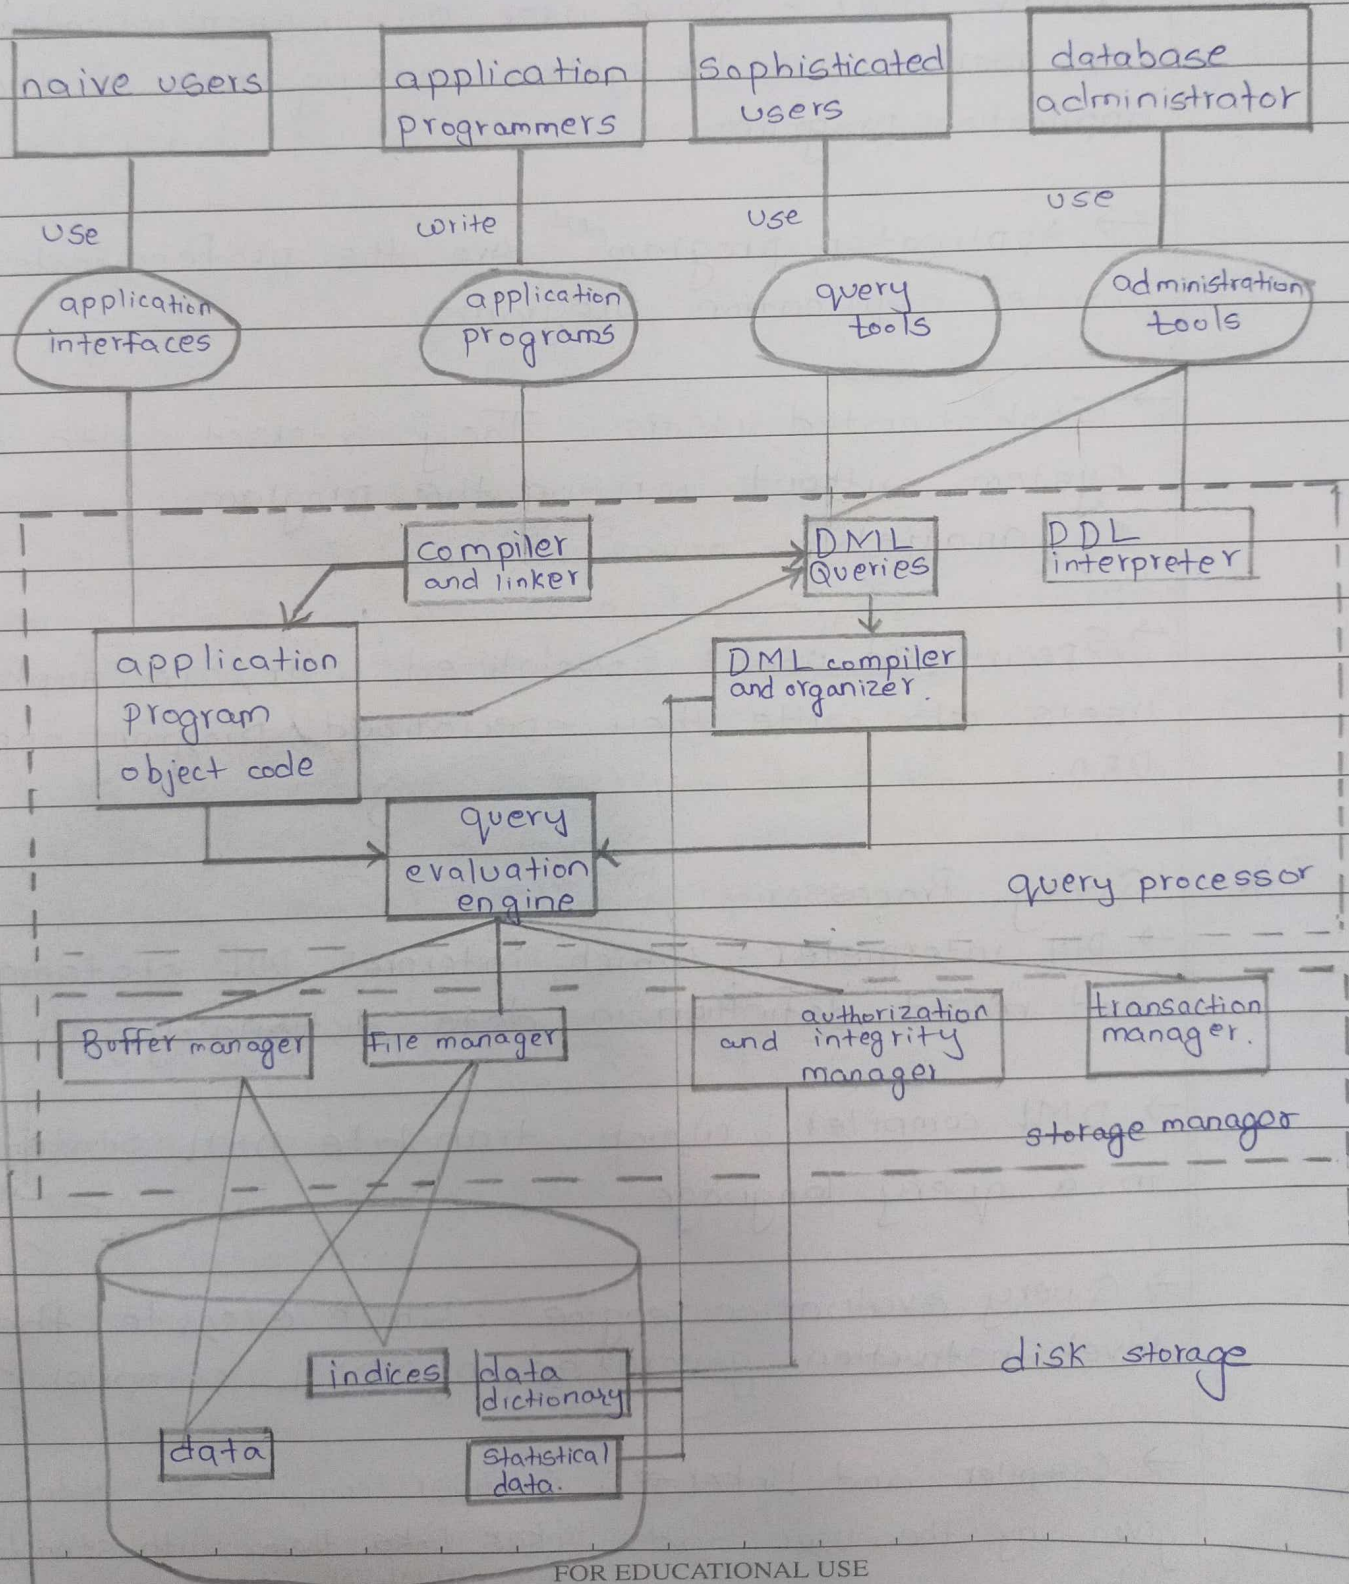 naive users
application
programmers
Sophisticated
users
database
administrator
use
write
use
use
application
interfaces
application
programs
query
tools
administration
tools
compiler
and linker
DML
Queries
DDL
interpreter
application
program
object code
DML compiler
and organizer.
query
evaluation
engine
query processor
Buffer manager
File manager
authorization
and integrity
manager
transaction
manager.
storage manager
indices
data
dictionary
disk storage
data
Statistical
data.
FOR EDUCATIONAL USE